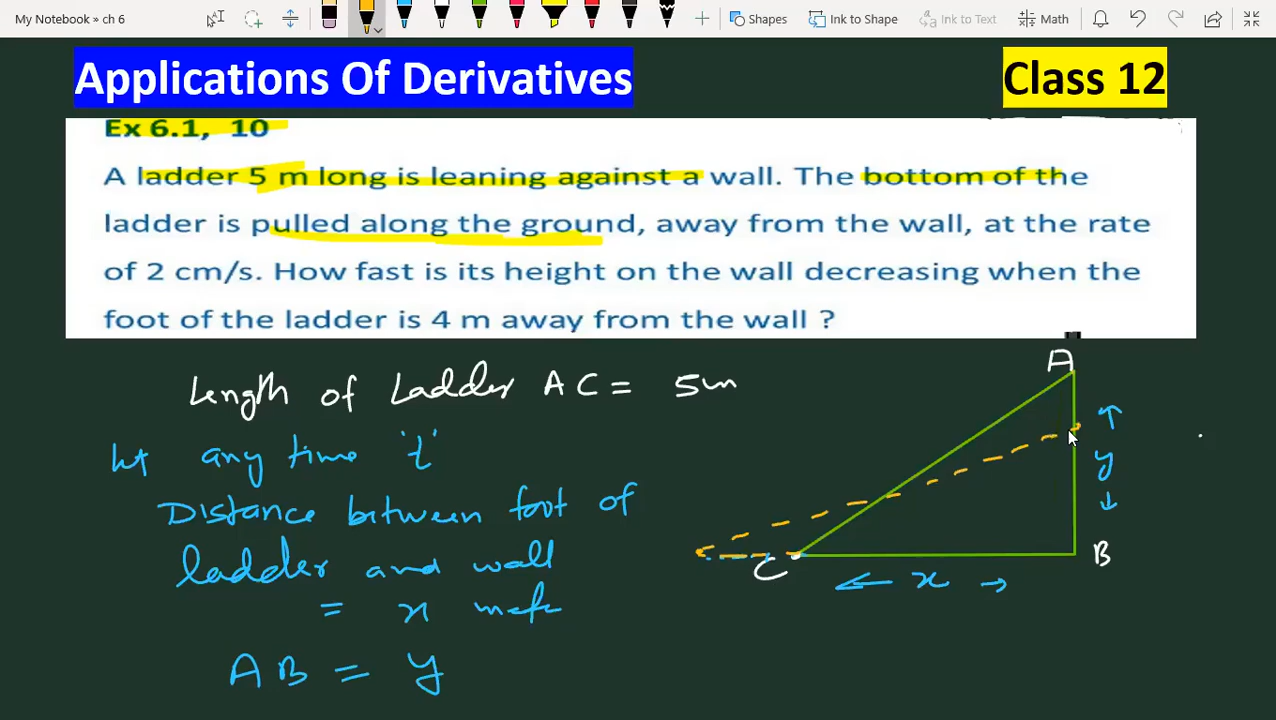 My Notebook » ch 6
Shapes
Ink to Shape
Ink to Text
Math
Applications Of Derivatives
Class 12
Ex 6.1, 10
A ladder 5 m long is leaning against a wall. The bottom of the
ladder is pulled along the ground, away from the wall, at the rate
of 2 cm/s. How fast is its height on the wall decreasing when the
foot of the ladder is 4 m away from the wall ?
Length of Ladder AC = 5m
let any time 't'
Distance between foot of
ladder and wall
= x
AB = y
A
y
B
C
x